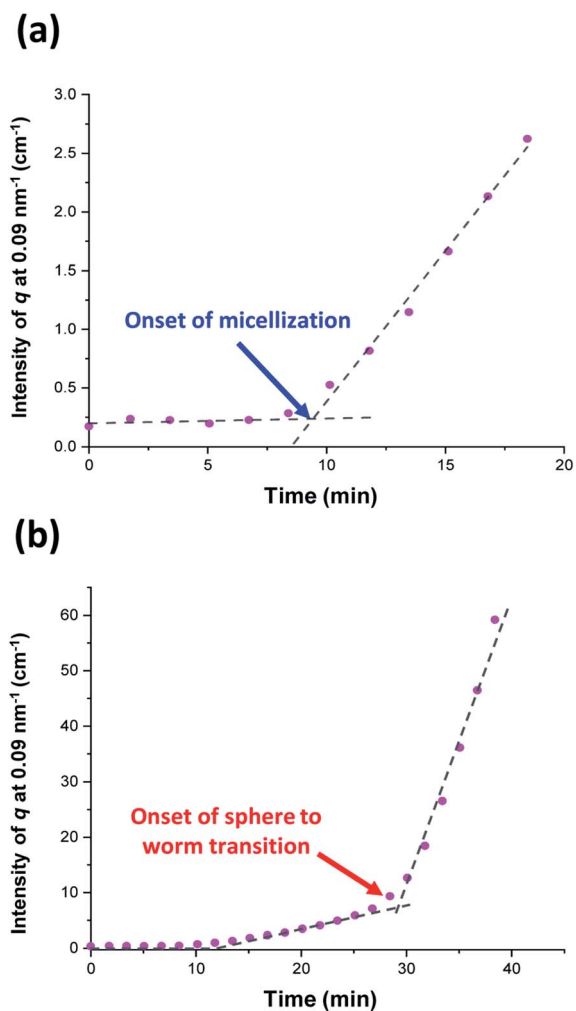 (a)
3.0
2.5
2.0
1.5
1.0
0.5
0.0
Intensity of q at 0.09 nm⁻¹ (cm⁻¹)
Onset of micellization
0 5 10 15 20
Time (min)
(b)
60
50
40
30
20
10
0
Intensity of q at 0.09 nm⁻¹ (cm⁻¹)
Onset of sphere to
worm transition
0 10 20 30 40
Time (min)